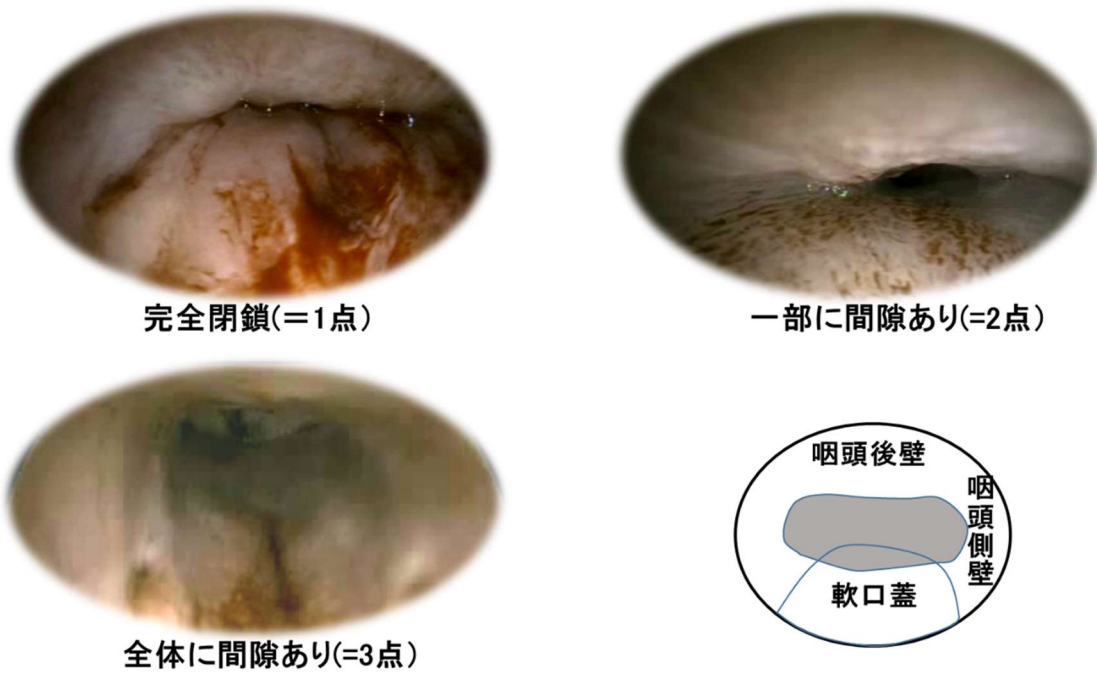 完全閉鎖(＝1点)
一部に間隙あり(=2点)
全体に間隙あり(=3点)
咽頭後壁
咽頭側壁
軟口蓋